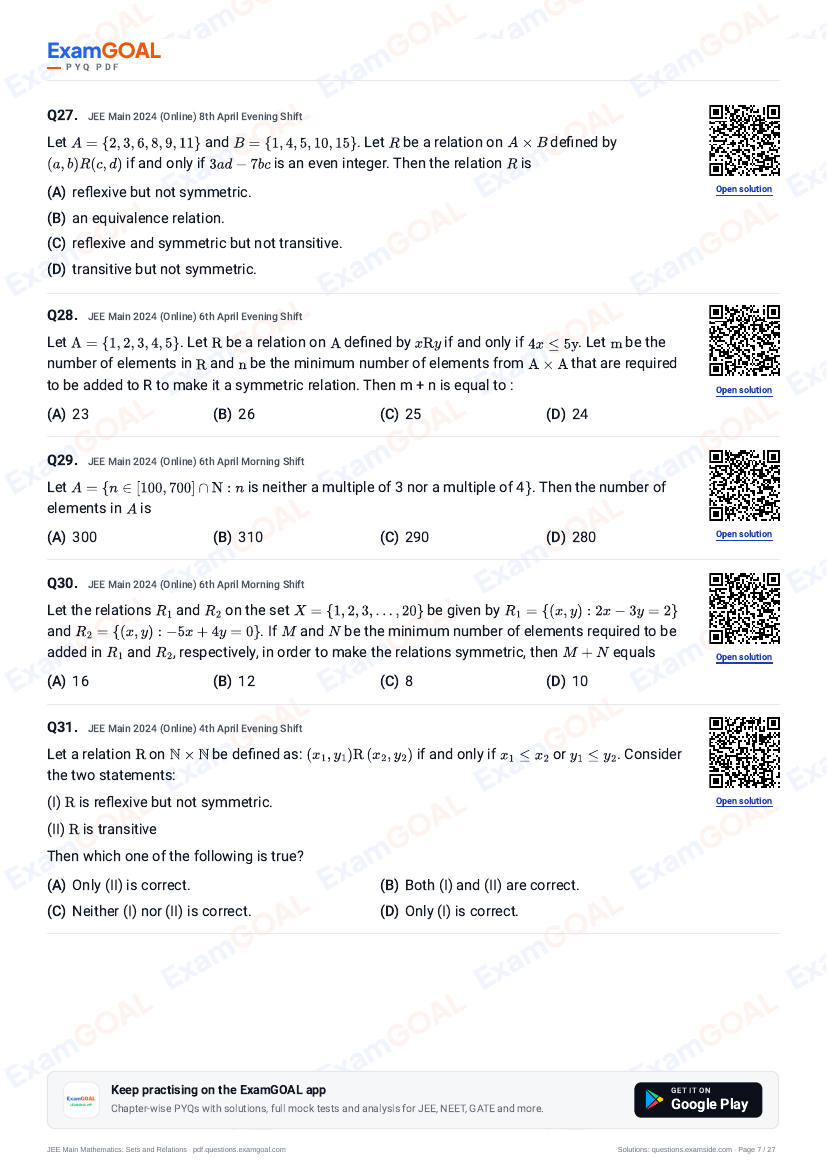 ExamGOAL
PYQ PDF
Q27. JEE Main 2024 (Online) 8th April Evening Shift
Let A = {2, 3, 6, 8, 9, 11} and B = {1, 4, 5, 10, 15}. Let R be a relation on A × B defined by
(a, b)R(c, d) if and only if 3ad − 7bc is an even integer. Then the relation R is
Open solution
(A) reflexive but not symmetric.
(B) an equivalence relation.
(C) reflexive and symmetric but not transitive.
(D) transitive but not symmetric.
Q28. JEE Main 2024 (Online) 6th April Evening Shift
Let A = {1, 2, 3, 4, 5}. Let R be a relation on A defined by xRy if and only if 4x ≤ 5y. Let m be the
number of elements in R and n be the minimum number of elements from A × A that are required
to be added to R to make it a symmetric relation. Then m + n is equal to :
Open solution
(A) 23 (B) 26 (C) 25 (D) 24
Q29. JEE Main 2024 (Online) 6th April Morning Shift
Let A = {n ∈ [100, 700] ∩ N : n is neither a multiple of 3 nor a multiple of 4}. Then the number of
elements in A is
Open solution
(A) 300 (B) 310 (C) 290 (D) 280
Q30. JEE Main 2024 (Online) 6th April Morning Shift
Let the relations R₁ and R₂ on the set X = {1, 2, 3, . . . , 20} be given by R₁ = {(x, y) : 2x − 3y = 2}
and R₂ = {(x, y) : −5x + 4y = 0}. If M and N be the minimum number of elements required to be
added in R₁ and R₂, respectively, in order to make the relations symmetric, then M + N equals
Open solution
(A) 16 (B) 12 (C) 8 (D) 10
Q31. JEE Main 2024 (Online) 4th April Evening Shift
Let a relation R on ℕ × ℕ be defined as: (x₁, y₁)R (x₂, y₂) if and only if x₁ ≤ x₂ or y₁ ≤ y₂. Consider
the two statements:
Open solution
(I) R is reflexive but not symmetric.
(II) R is transitive
Then which one of the following is true?
(A) Only (II) is correct. (B) Both (I) and (II) are correct.
(C) Neither (I) nor (II) is correct. (D) Only (I) is correct.
ExamGOAL
Keep practising on the ExamGOAL app
Chapter-wise PYQs with solutions, full mock tests and analysis for JEE, NEET, GATE and more.
GET IT ON
Google Play
JEE Main Mathematics: Sets and Relations · pdf.questions.examgoal.com
Solutions: questions.examside.com · Page 7 / 27